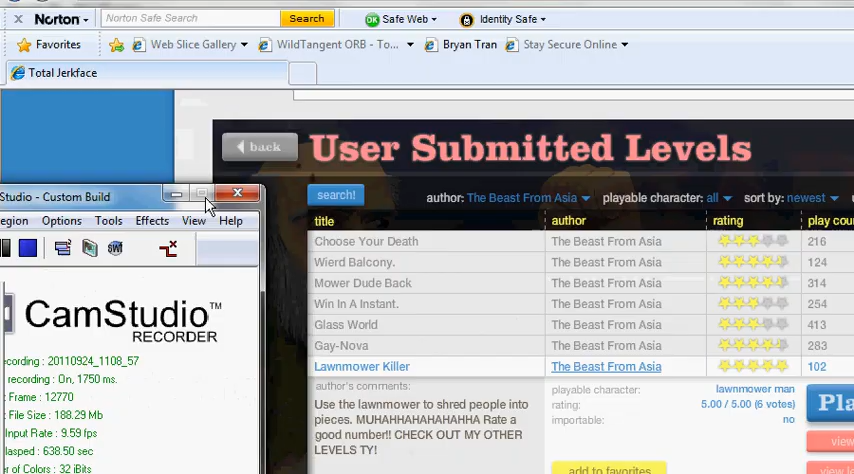 Norton
Norton Safe Search
Search
Safe Web
Identity Safe
Favorites
Web Slice Gallery
WildTangent ORB - To...
Bryan Tran
Stay Secure Online
Total Jerkface
back
User Submitted Levels
search!
author: The Beast From Asia
playable character: all
sort by: newest
title author rating play cou
Choose Your Death The Beast From Asia 216
Wierd Balcony. The Beast From Asia 124
Mower Dude Back The Beast From Asia 314
Win In A Instant. The Beast From Asia 254
Glass World The Beast From Asia 413
Gay-Nova The Beast From Asia 283
Lawnmower Killer The Beast From Asia 102
author's comments:
Use the lawnmower to shred people into
pieces. MUHAHHAHAHAHAHHA Rate a
good number!! CHECK OUT MY OTHER
LEVELS TY!
playable character: lawnmower man
rating: 5.00 / 5.00 (6 votes)
importable: no
Pla
view
view le
add to favorites
Studio - Custom Build
egion Options Tools Effects View Help
SWF
CamStudio™
RECORDER
ecording : 20110924_1108_57
recording : On, 1750 ms.
Frame : 12770
File Size : 188.29 Mb
Input Rate : 9.59 fps
lasped : 638.50 sec
er of Colors : 32 iBits